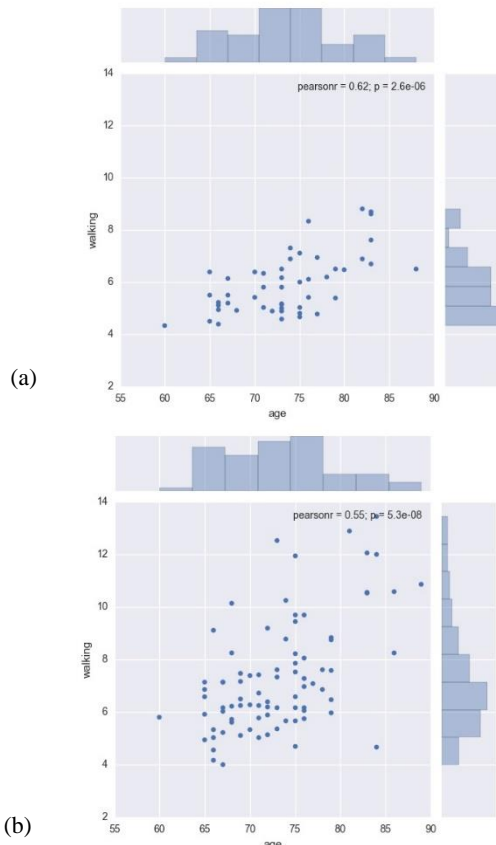 pearsonr = 0.62; p = 2.6e-06
14
12
10
8
6
4
2
walking
55 60 65 70 75 80 85 90
age
(a)
pearsonr = 0.55; p = 5.3e-08
14
12
10
8
6
4
2
walking
55 60 65 70 75 80 85 90
age
(b)